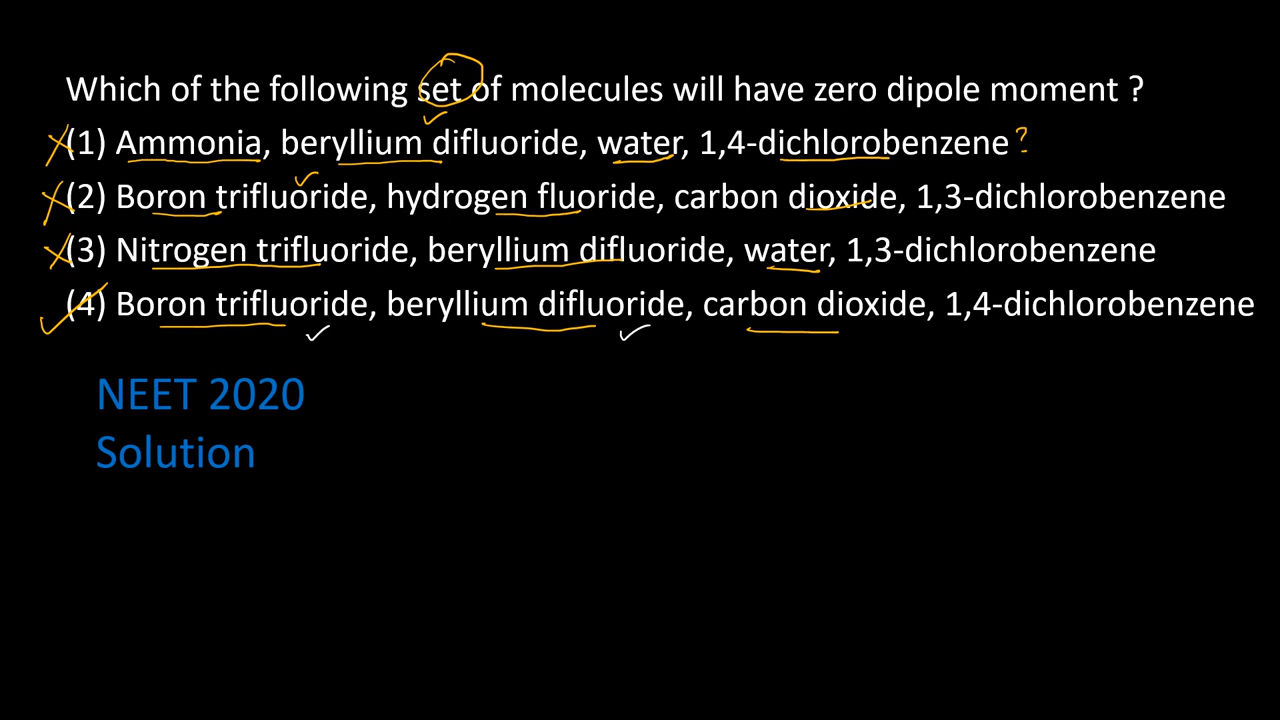 Which of the following set of molecules will have zero dipole moment ?
(1) Ammonia, beryllium difluoride, water, 1,4-dichlorobenzene ?
(2) Boron trifluoride, hydrogen fluoride, carbon dioxide, 1,3-dichlorobenzene
(3) Nitrogen trifluoride, beryllium difluoride, water, 1,3-dichlorobenzene
(4) Boron trifluoride, beryllium difluoride, carbon dioxide, 1,4-dichlorobenzene
NEET 2020
Solution